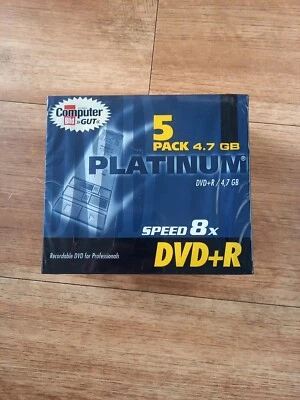 Computer
Bild
»GUT«
5
PACK 4.7 GB
PLATINUM®
DVD+R / 4,7 GB
SPEED 8x
Recordable DVD for Professionals
DVD+R